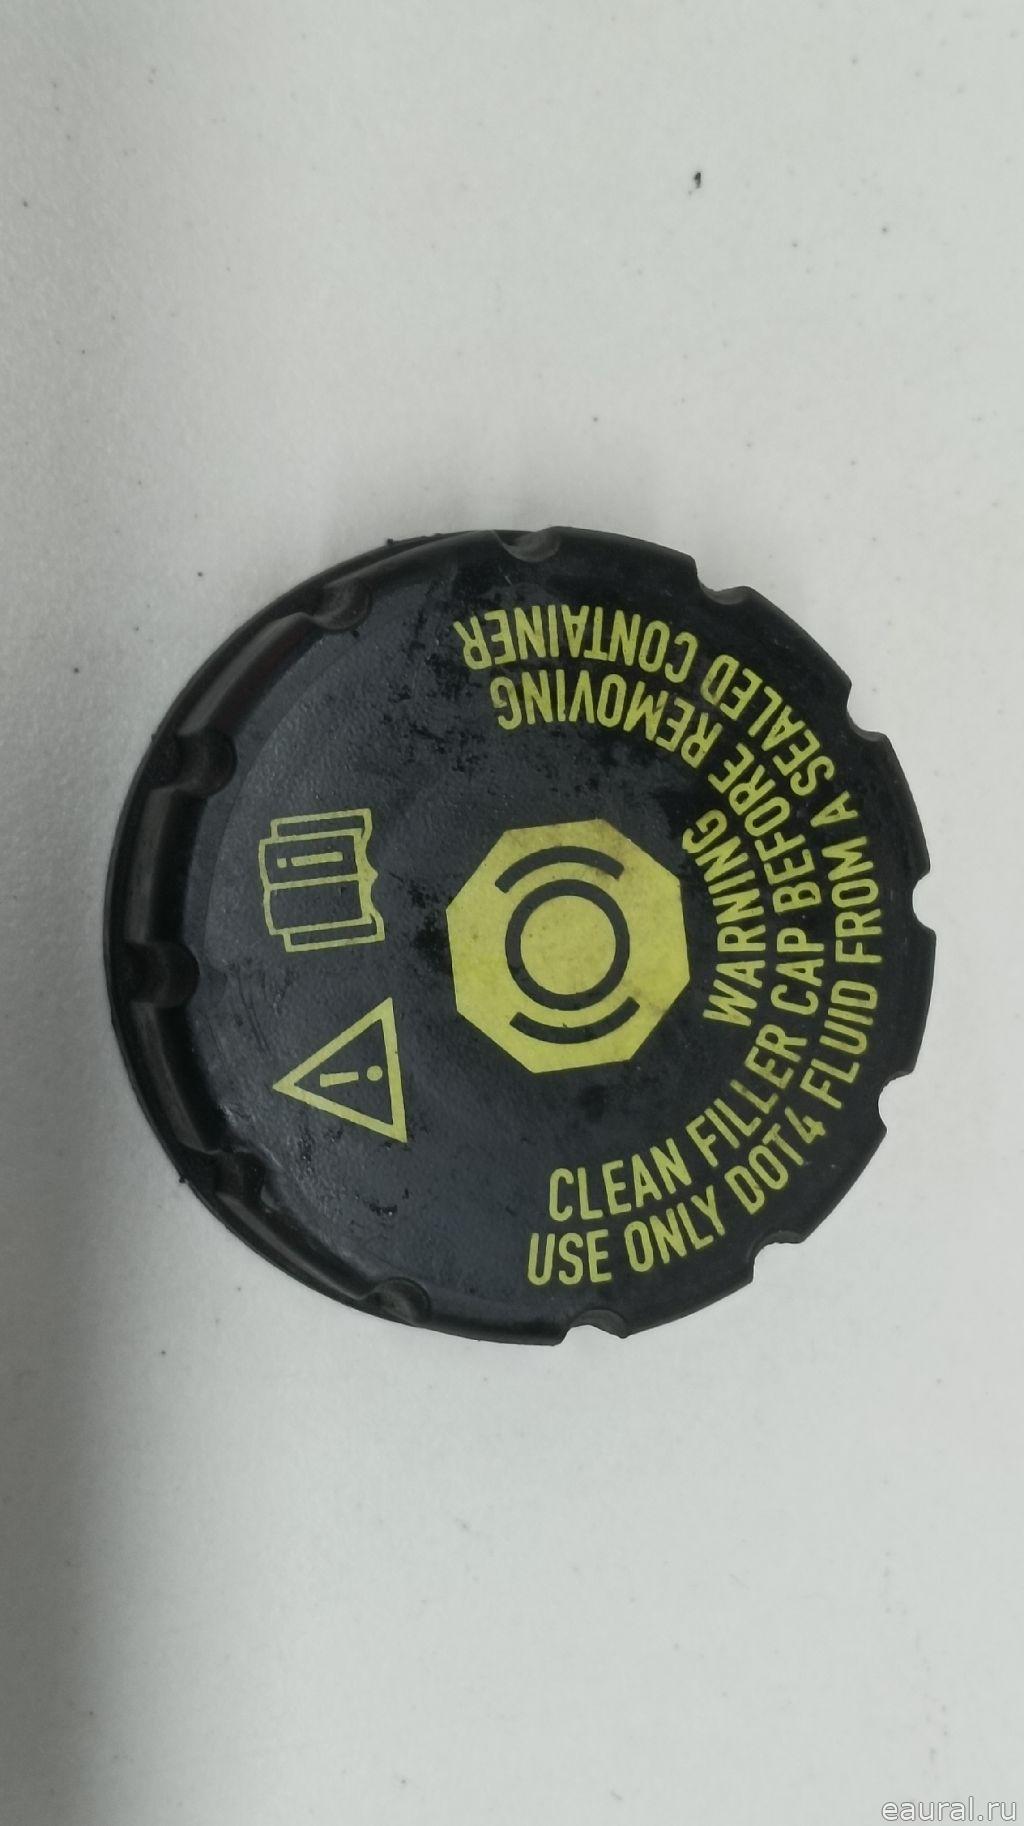 WARNING
CLEAN FILLER CAP BEFORE REMOVING
USE ONLY DOT4 FLUID FROM A SEALED CONTAINER
i
!
eaural.ru